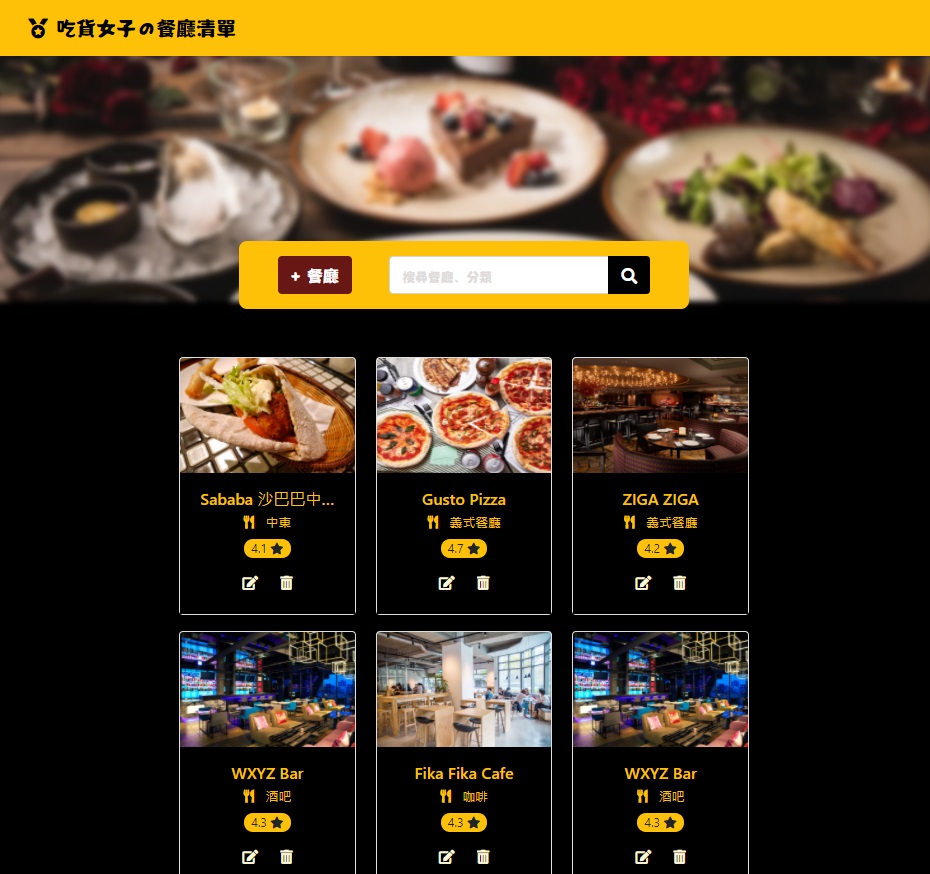 吃貨女子の餐廳清單
+ 餐廳
搜尋餐廳、分類
Sababa 沙巴巴中...
中東
4.1
Gusto Pizza
義式餐廳
4.7
ZIGA ZIGA
義式餐廳
4.2
WXYZ Bar
酒吧
4.3
Fika Fika Cafe
咖啡
4.3
WXYZ Bar
酒吧
4.3